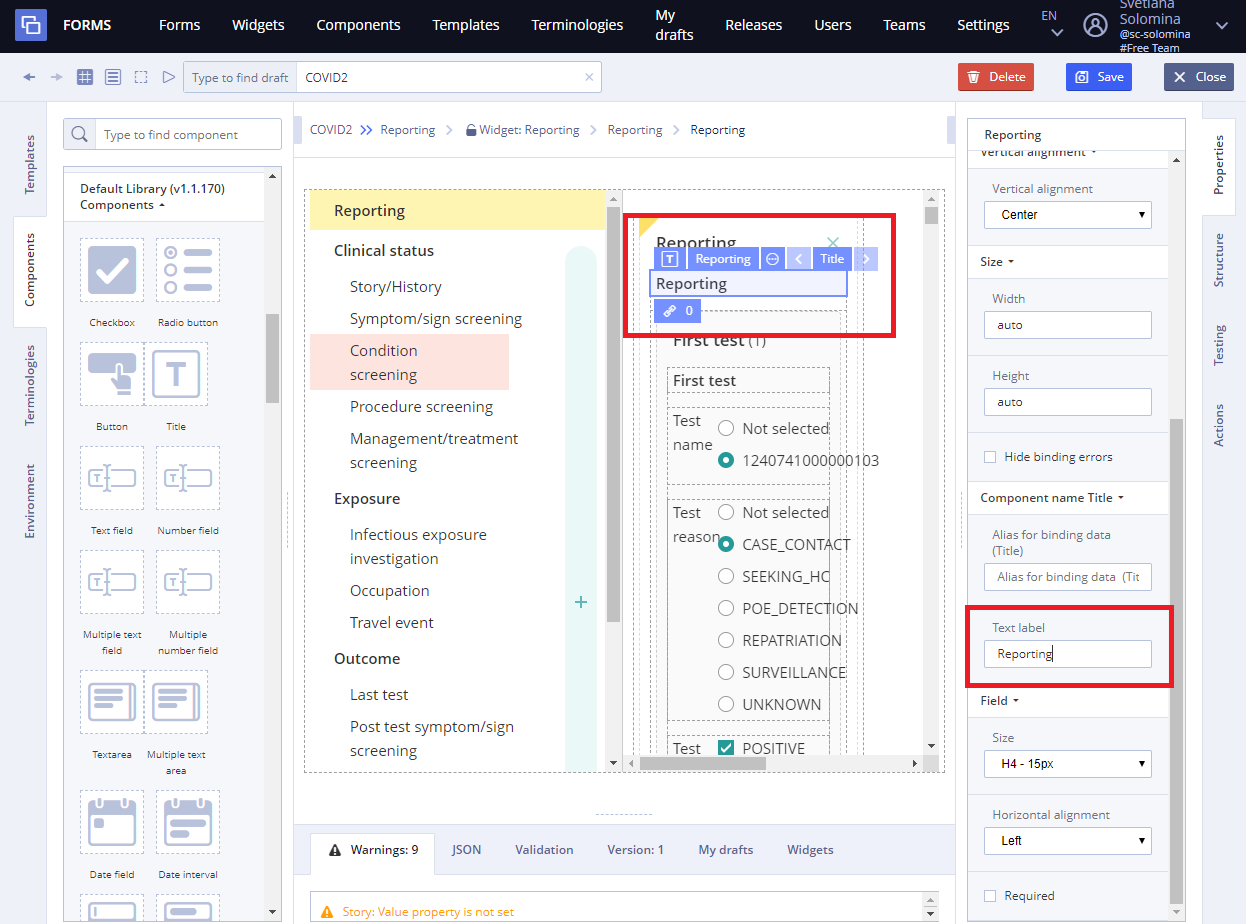 FORMS
Forms
Widgets
Components
Templates
Terminologies
My
drafts
Releases
Users
Teams
Settings
EN
Svetlana
Solomina
@sc-solomina
#Free Team
Type to find draft
COVID2
×
Delete
Save
Close
Templates
Components
Terminologies
Environment
Type to find component
Default Library (v1.1.170)
Components
Checkbox
Radio button
Button
Title
Text field
Number field
Multiple text
field
Multiple
number field
Textarea
Multiple text
area
Date field
Date interval
COVID2
Reporting
Widget: Reporting
Reporting
Reporting
Reporting
Clinical status
Story/History
Symptom/sign screening
Condition
screening
Procedure screening
Management/treatment
screening
Exposure
Infectious exposure
investigation
Occupation
Travel event
Outcome
Last test
Post test symptom/sign
screening
+
Reporting
T
Reporting
Title
Reporting
0
First test (1)
First test
Test
name
Not selected
1240741000000103
Test
reason
Not selected
CASE_CONTACT
SEEKING_HC
POE_DETECTION
REPATRIATION
SURVEILLANCE
UNKNOWN
Test
POSITIVE
Warnings: 9
JSON
Validation
Version: 1
My drafts
Widgets
Story: Value property is not set
Reporting
Vertical alignment
Vertical alignment
Center
Size
Width
auto
Height
auto
Hide binding errors
Component name Title
Alias for binding data
(Title)
Alias for binding data (Tit
Text label
Reporting
Field
Size
H4 - 15px
Horizontal alignment
Left
Required
Properties
Structure
Testing
Actions